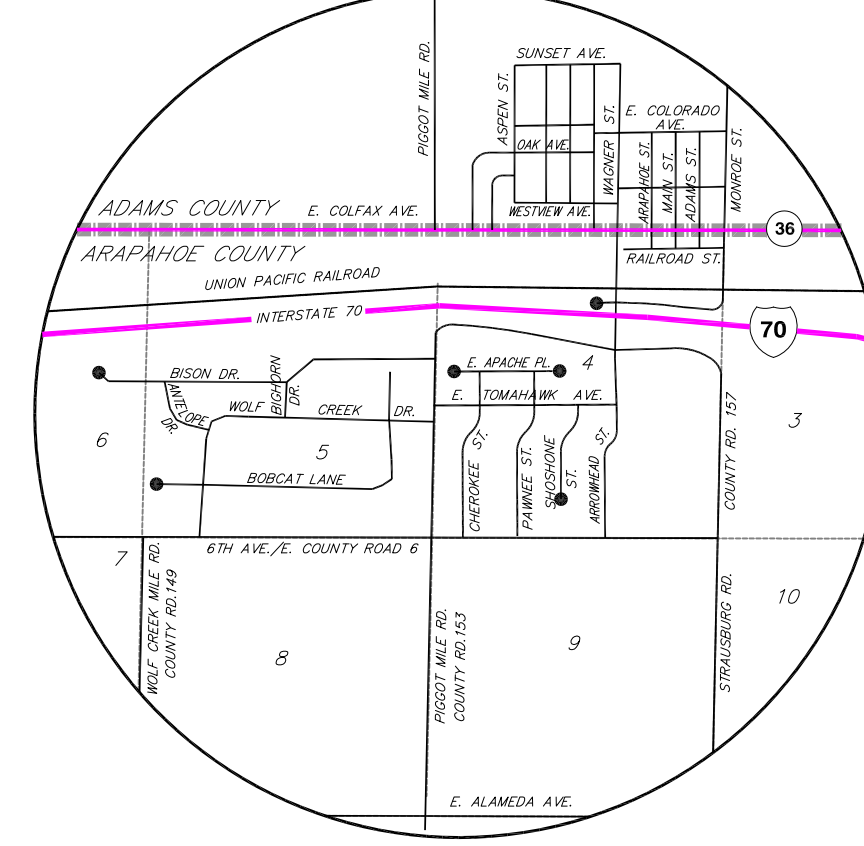 SUNSET AVE.
PIGGOT MILE RD.
ASPEN ST.
WAGNER ST.
E. COLORADO
AVE.
OAK AVE.
ARAPAHOE ST.
MAIN ST.
ADAMS ST.
MONROE ST.
ADAMS COUNTY
E. COLFAX AVE.
WESTVIEW AVE.
36
ARAPAHOE COUNTY
RAILROAD ST.
UNION PACIFIC RAILROAD
INTERSTATE 70
70
BISON DR.
BIGHORN
DR.
E. APACHE PL.
4
ANTELOPE
DR.
WOLF CREEK DR.
E. TOMAHAWK AVE.
6
5
3
COUNTY RD. 157
BOBCAT LANE
CHEROKEE ST.
PAWNEE ST.
SHOSHONE
ST.
ARROWHEAD ST.
7
6TH AVE./E. COUNTY ROAD 6
WOLF CREEK MILE RD.
COUNTY RD.149
8
PIGGOT MILE RD.
COUNTY RD.153
9
STRAUSBURG RD.
10
E. ALAMEDA AVE.